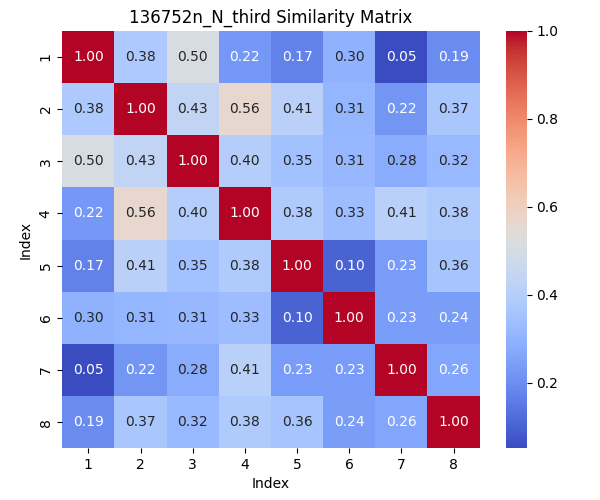 136752n_N_third Similarity Matrix
1 1.00 0.38 0.50 0.22 0.17 0.30 0.05 0.19
2 0.38 1.00 0.43 0.56 0.41 0.31 0.22 0.37
3 0.50 0.43 1.00 0.40 0.35 0.31 0.28 0.32
4 0.22 0.56 0.40 1.00 0.38 0.33 0.41 0.38
5 0.17 0.41 0.35 0.38 1.00 0.10 0.23 0.36
6 0.30 0.31 0.31 0.33 0.10 1.00 0.23 0.24
7 0.05 0.22 0.28 0.41 0.23 0.23 1.00 0.26
8 0.19 0.37 0.32 0.38 0.36 0.24 0.26 1.00
1 2 3 4 5 6 7 8
Index
Index
1.0
0.8
0.6
0.4
0.2